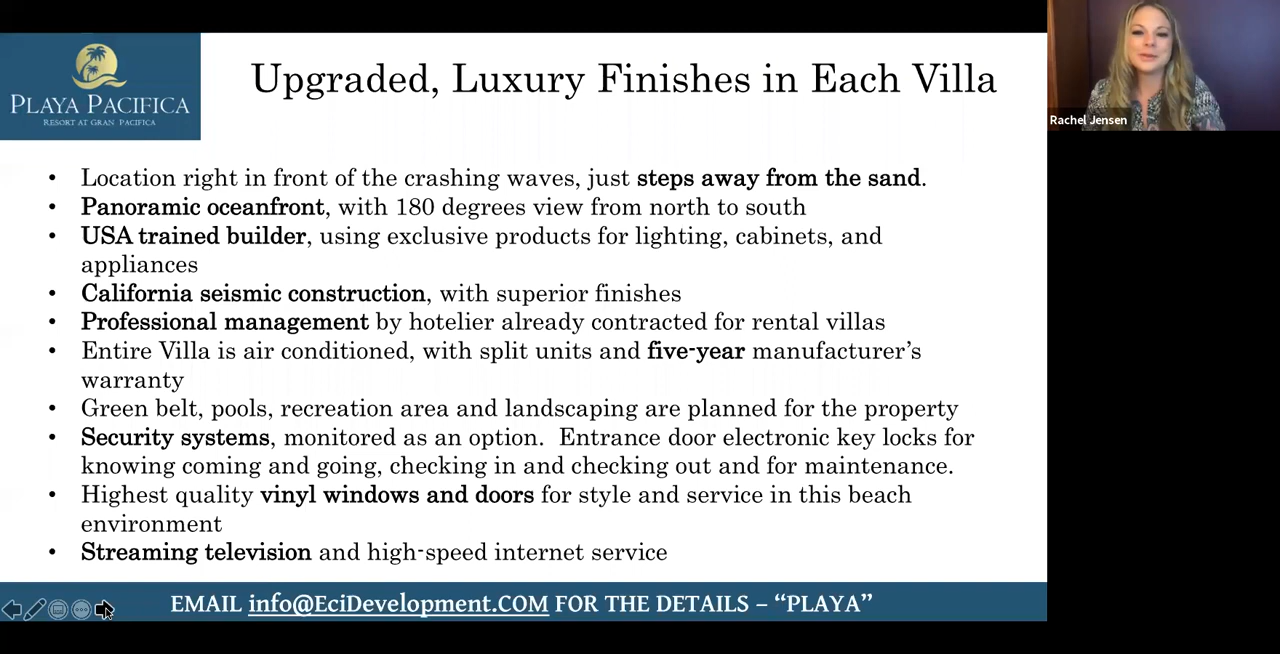 PLAYA PACIFICA
RESORT AT GRAN PACIFICA
Upgraded, Luxury Finishes in Each Villa
Rachel Jensen
• Location right in front of the crashing waves, just steps away from the sand.
• Panoramic oceanfront, with 180 degrees view from north to south
• USA trained builder, using exclusive products for lighting, cabinets, and
appliances
• California seismic construction, with superior finishes
• Professional management by hotelier already contracted for rental villas
• Entire Villa is air conditioned, with split units and five-year manufacturer’s
warranty
• Green belt, pools, recreation area and landscaping are planned for the property
• Security systems, monitored as an option.  Entrance door electronic key locks for
knowing coming and going, checking in and checking out and for maintenance.
• Highest quality vinyl windows and doors for style and service in this beach
environment
• Streaming television and high-speed internet service
EMAIL info@EciDevelopment.COM FOR THE DETAILS – “PLAYA”